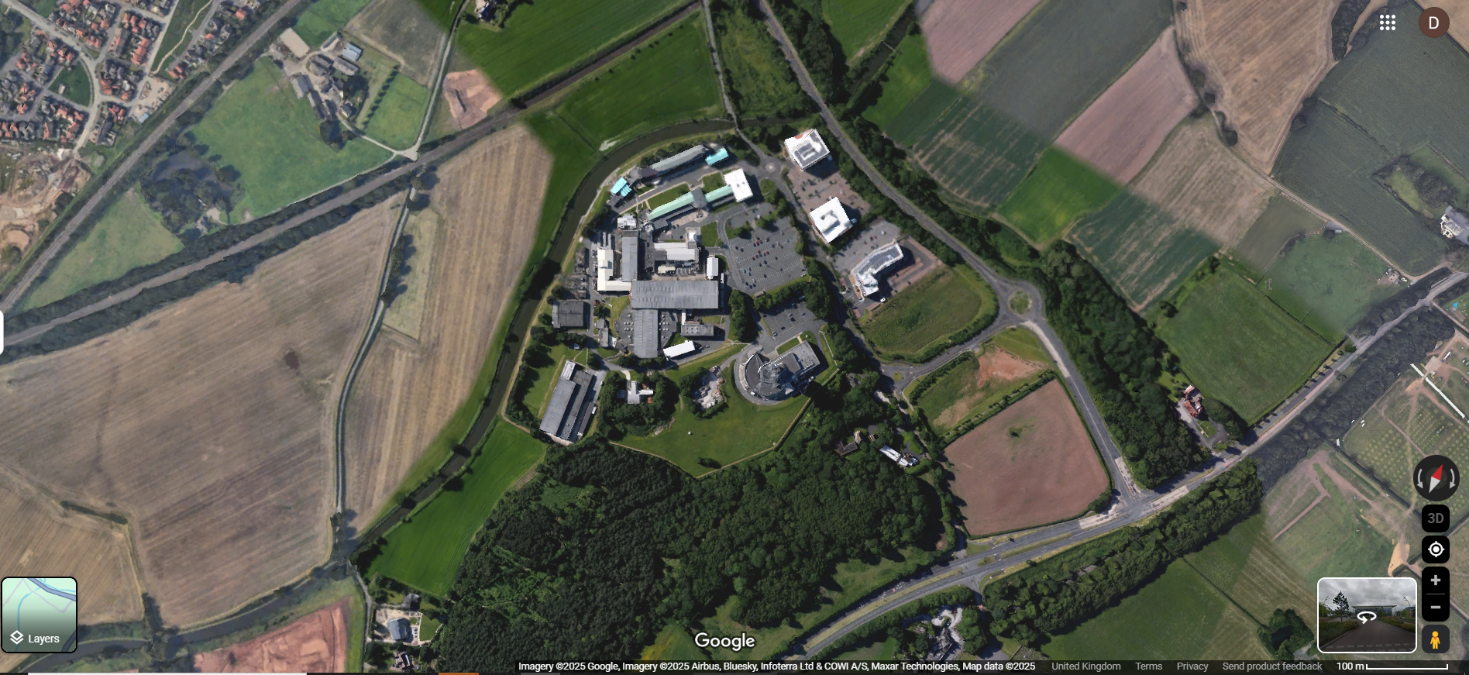 D
3D
Layers
Google
Imagery ©2025 Google, Imagery ©2025 Airbus, Bluesky, Infoterra Ltd & COWI A/S, Maxar Technologies, Map data ©2025 United Kingdom Terms Privacy Send product feedback 100 m